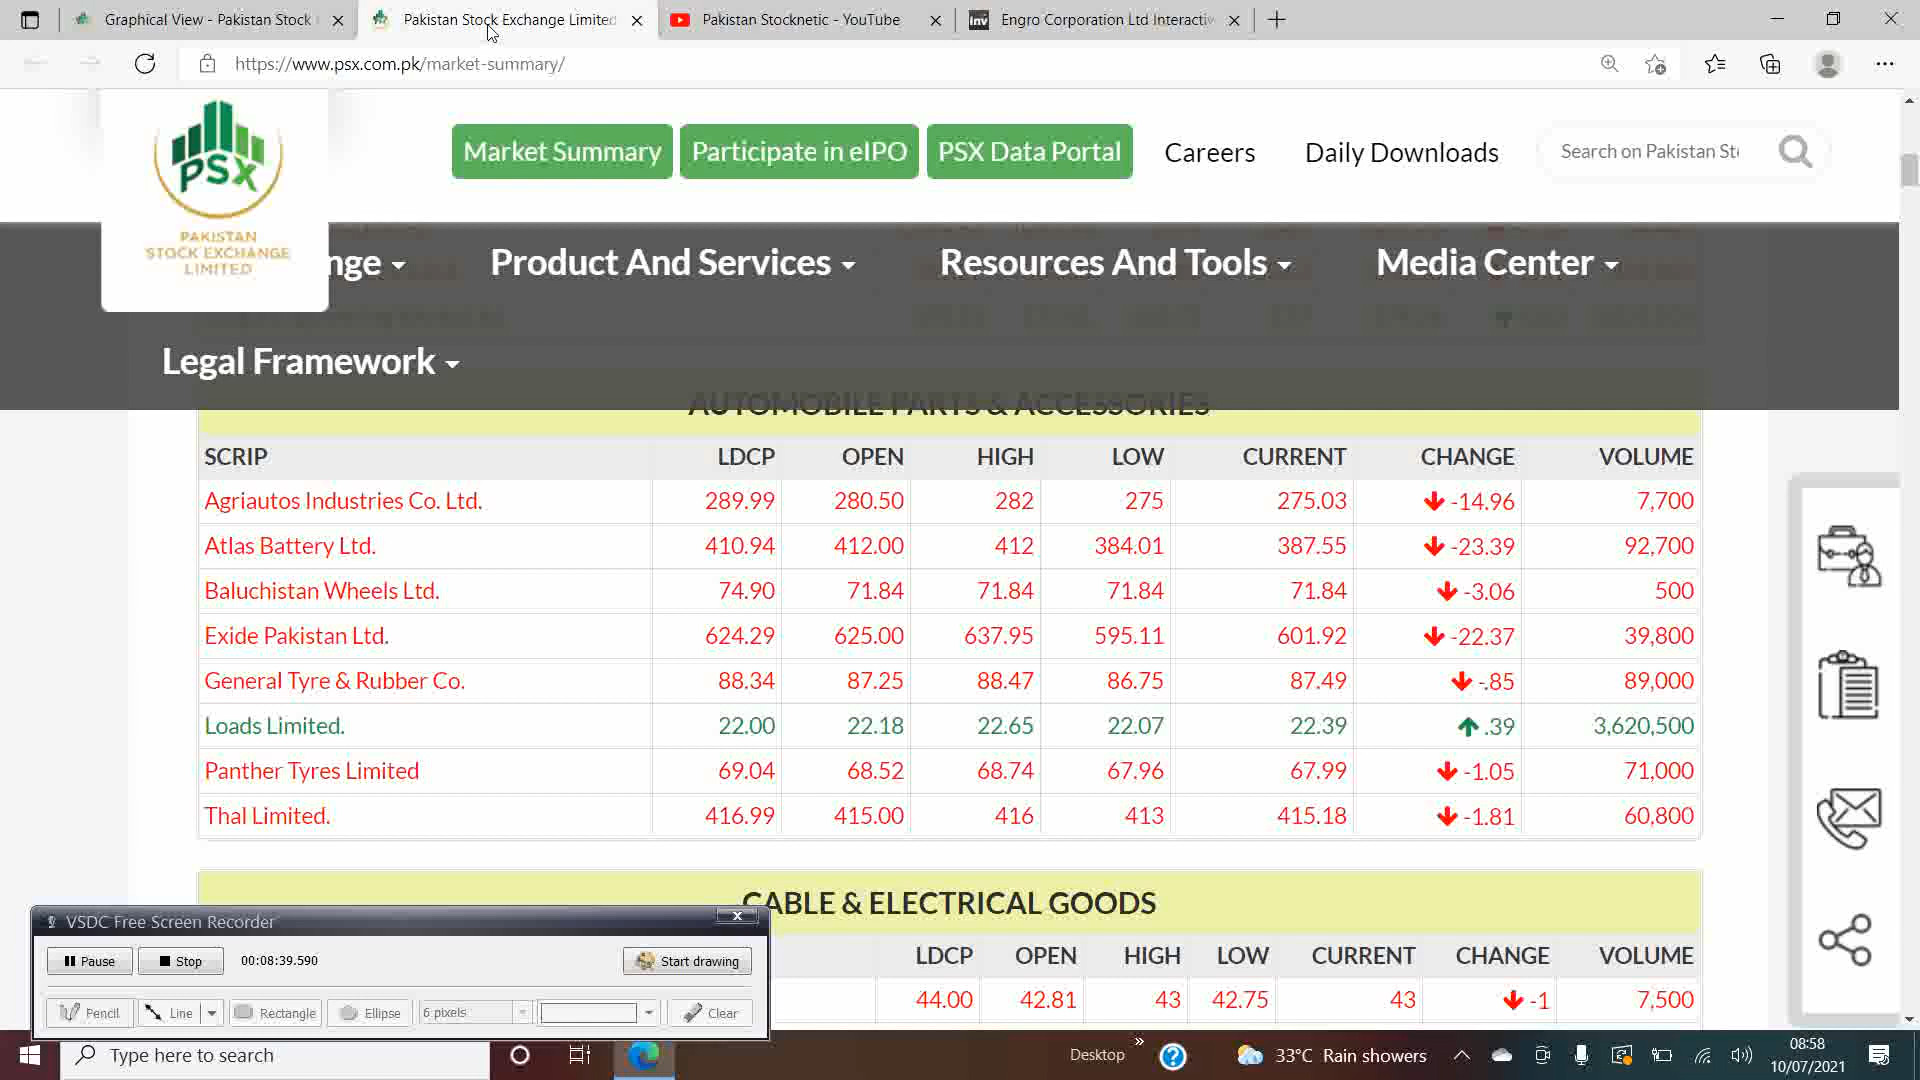 Graphical View - Pakistan Stock
Pakistan Stock Exchange Limited
Pakistan Stocknetic - YouTube
inv Engro Corporation Ltd Interactiv
https://www.psx.com.pk/market-summary/
PSX
PAKISTAN
STOCK EXCHANGE
LIMITED
Market Summary Participate in eIPO PSX Data Portal Careers Daily Downloads Search on Pakistan St
nge Product And Services Resources And Tools Media Center
Legal Framework
AUTOMOBILE PARTS & ACCESSORIES
SCRIP LDCP OPEN HIGH LOW CURRENT CHANGE VOLUME
Agriautos Industries Co. Ltd. 289.99 280.50 282 275 275.03 -14.96 7,700
Atlas Battery Ltd. 410.94 412.00 412 384.01 387.55 -23.39 92,700
Baluchistan Wheels Ltd. 74.90 71.84 71.84 71.84 71.84 -3.06 500
Exide Pakistan Ltd. 624.29 625.00 637.95 595.11 601.92 -22.37 39,800
General Tyre & Rubber Co. 88.34 87.25 88.47 86.75 87.49 -.85 89,000
Loads Limited. 22.00 22.18 22.65 22.07 22.39 .39 3,620,500
Panther Tyres Limited 69.04 68.52 68.74 67.96 67.99 -1.05 71,000
Thal Limited. 416.99 415.00 416 413 415.18 -1.81 60,800
CABLE & ELECTRICAL GOODS
LDCP OPEN HIGH LOW CURRENT CHANGE VOLUME
44.00 42.81 43 42.75 43 -1 7,500
VSDC Free Screen Recorder
Pause Stop 00:08:39.590 Start drawing
Pencil Line Rectangle Ellipse 6 pixels Clear
Type here to search
Desktop
33°C Rain showers
08:58
10/07/2021